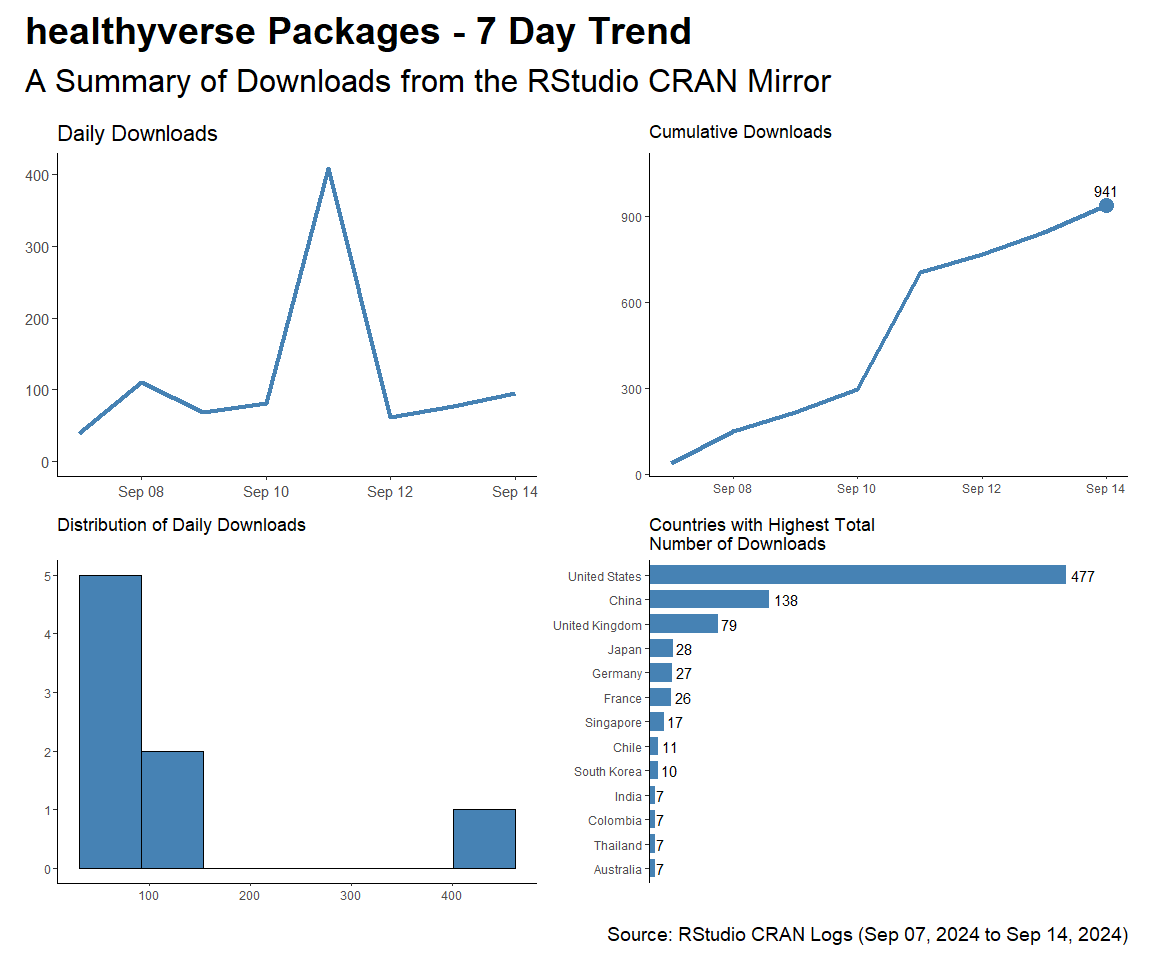 healthyverse Packages - 7 Day Trend
A Summary of Downloads from the RStudio CRAN Mirror
Daily Downloads
400
300
200
100
0
Sep 08 Sep 10 Sep 12 Sep 14
Cumulative Downloads
941
900
600
300
0
Sep 08 Sep 10 Sep 12 Sep 14
Distribution of Daily Downloads
5
4
3
2
1
0
100 200 300 400
Countries with Highest Total
Number of Downloads
United States 477
China 138
United Kingdom 79
Japan 28
Germany 27
France 26
Singapore 17
Chile 11
South Korea 10
India 7
Colombia 7
Thailand 7
Australia 7
Source: RStudio CRAN Logs (Sep 07, 2024 to Sep 14, 2024)